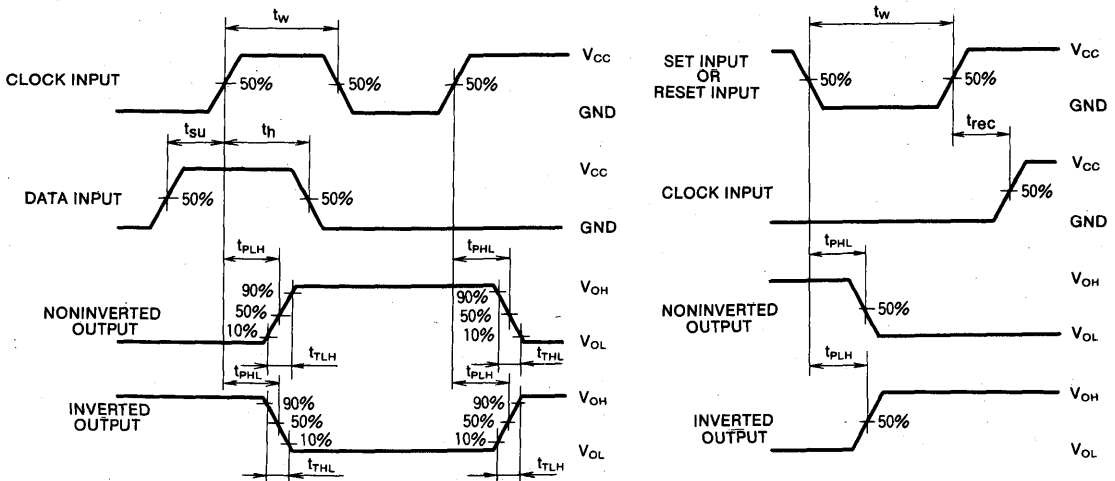 tw
VCC
CLOCK INPUT
50%
50%
50%
GND
tsu
th
VCC
DATA INPUT
50%
50%
GND
tPLH
tPHL
VOH
90%
90%
NONINVERTED
OUTPUT
50%
50%
10%
10%
VOL
tTLH
tTHL
tPHL
tPLH
VOH
INVERTED
OUTPUT
90%
90%
50%
50%
10%
10%
VOL
tTHL
tTLH
tw
VCC
SET INPUT
OR
RESET INPUT
50%
50%
GND
trec
VCC
CLOCK INPUT
50%
GND
tPHL
VOH
NONINVERTED
OUTPUT
50%
VOL
tPLH
VOH
INVERTED
OUTPUT
50%
VOL